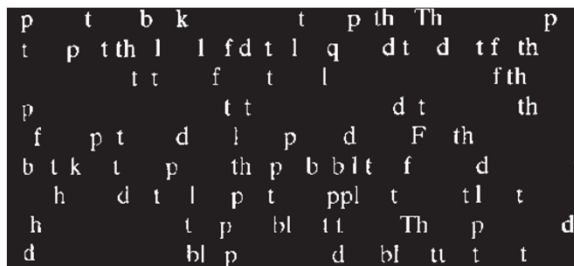 p t b k t p th Th p
t p t th l l f d t l q d t d t f th
t t f t l f th
p t t d t th
f p t d l p d F th
b t k t p th p b b l t f d
h d t l p t ppl t t l t
h t p bl t t Th p d
d bl p d bl tt t t